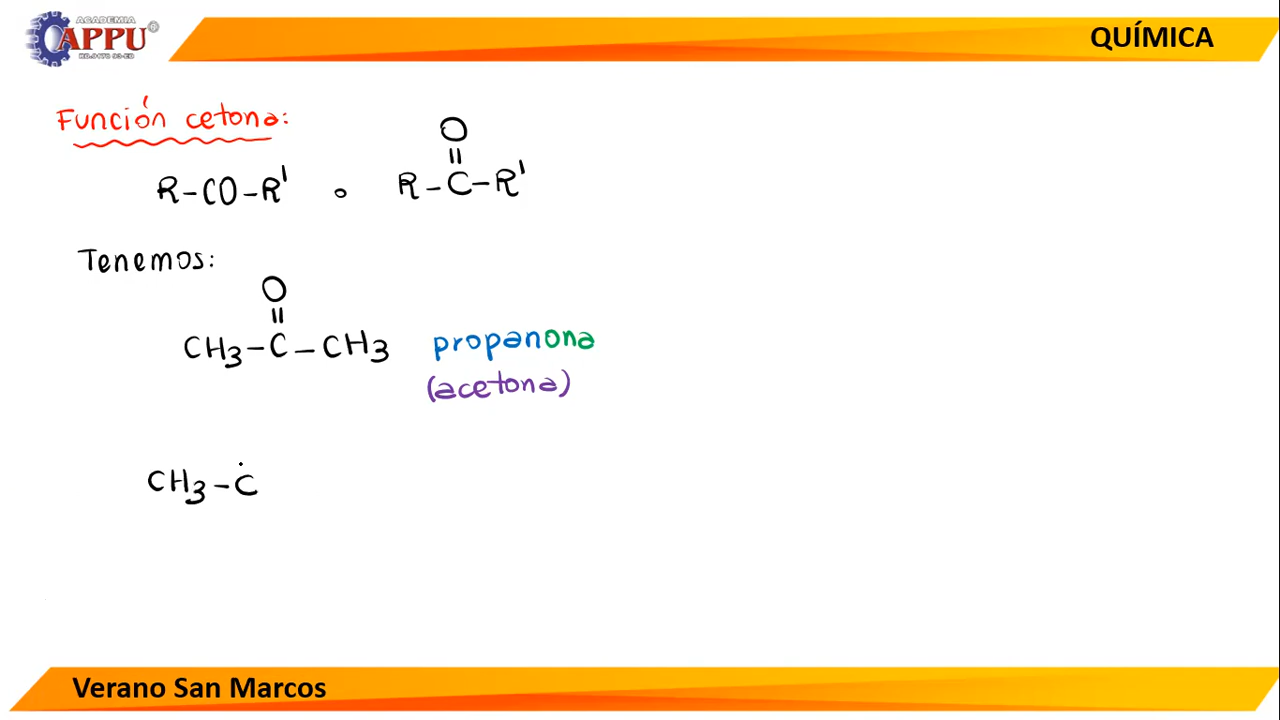 ACADEMIA
APPU®
QUÍMICA
Función cetona:
O
R-CO-R' o R-C-R'
Tenemos:
O
CH3-C-CH3 propanona
(acetona)
CH3-C
Verano San Marcos